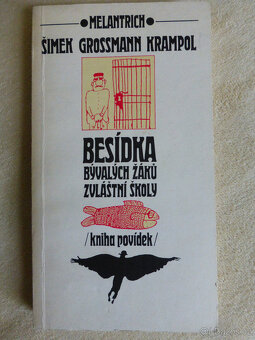 •MELANTRICH•
ŠIMEK GROSSMANN KRAMPOL
BESÍDKA
BÝVALÝCH ŽÁKŮ
ZVLÁŠTNÍ ŠKOLY
/kniha povídek/